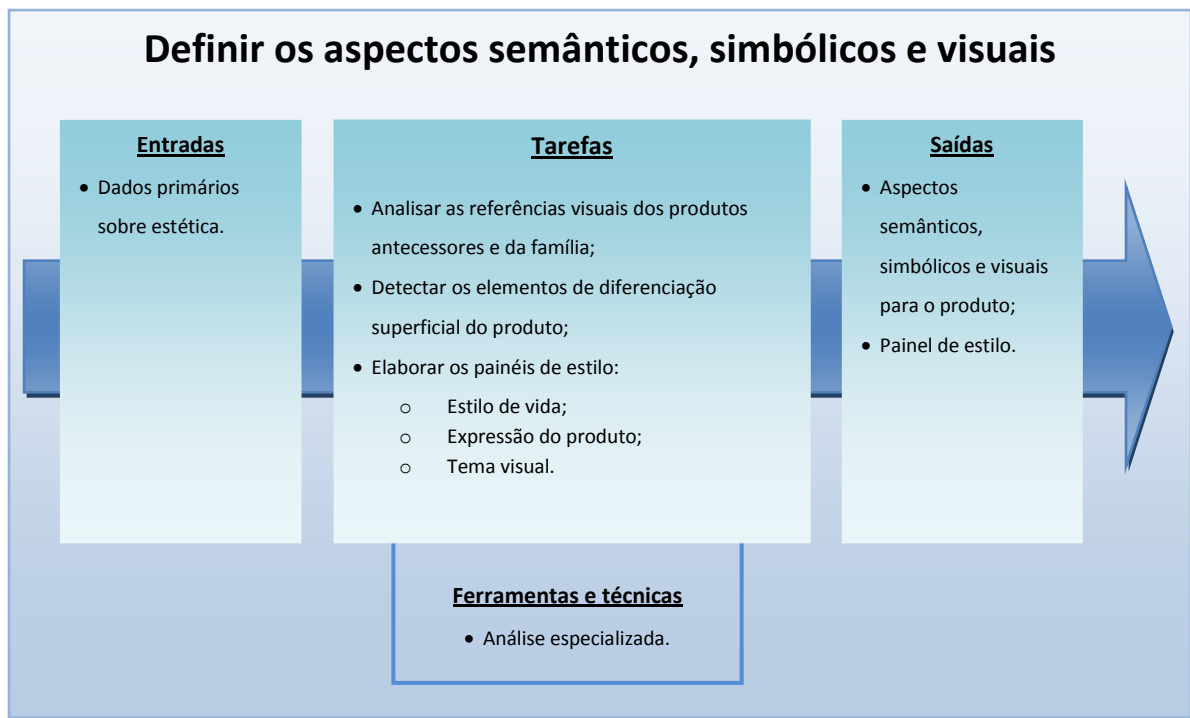 Definir os aspectos semânticos, simbólicos e visuais
Entradas
• Dados primários
sobre estética.
Tarefas
• Analisar as referências visuais dos produtos
antecessores e da família;
• Detectar os elementos de diferenciação
superficial do produto;
• Elaborar os painéis de estilo:
o Estilo de vida;
o Expressão do produto;
o Tema visual.
Saídas
• Aspectos
semânticos,
simbólicos e visuais
para o produto;
• Painel de estilo.
Ferramentas e técnicas
• Análise especializada.